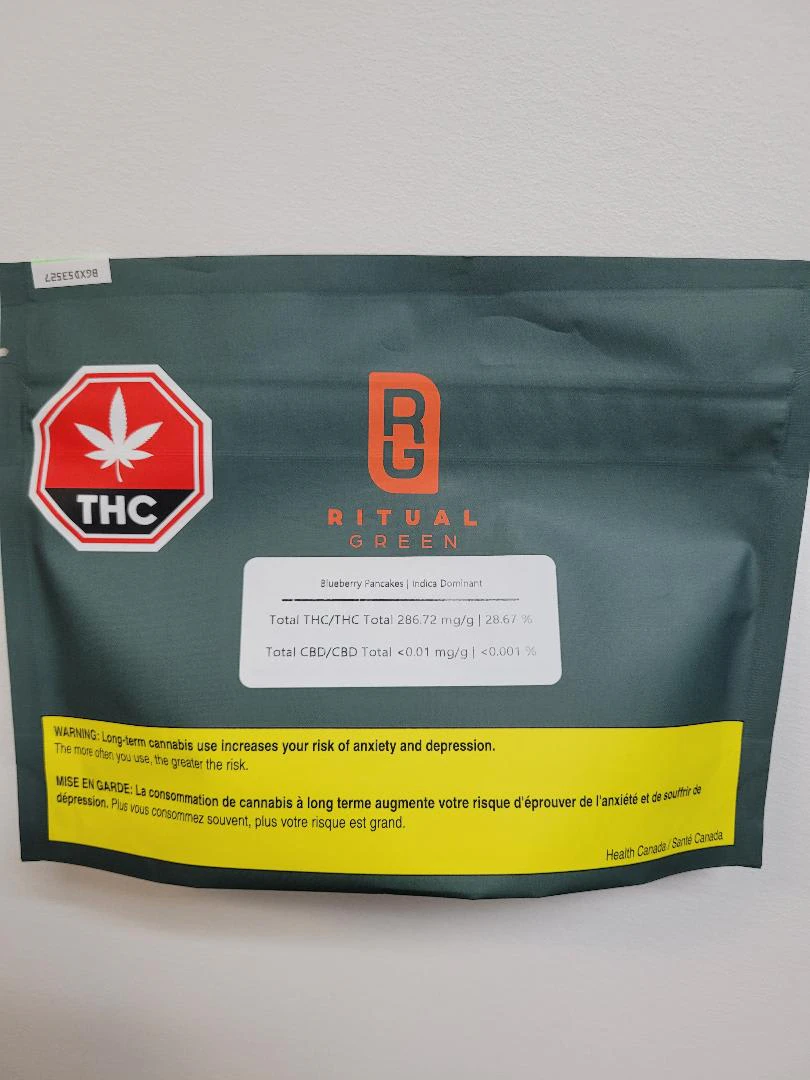 BGXD53527
THC
RG
RITUAL
GREEN
Blueberry Pancakes | Indica Dominant
Total THC/THC Total 286.72 mg/g | 28.67 %
Total CBD/CBD Total <0.01 mg/g | <0.001 %
WARNING: Long-term cannabis use increases your risk of anxiety and depression.
The more often you use, the greater the risk.
MISE EN GARDE: La consommation de cannabis à long terme augmente votre risque d'éprouver de l'anxiété et de souffrir de
dépression. Plus vous consommez souvent, plus votre risque est grand.
Health Canada / Santé Canada